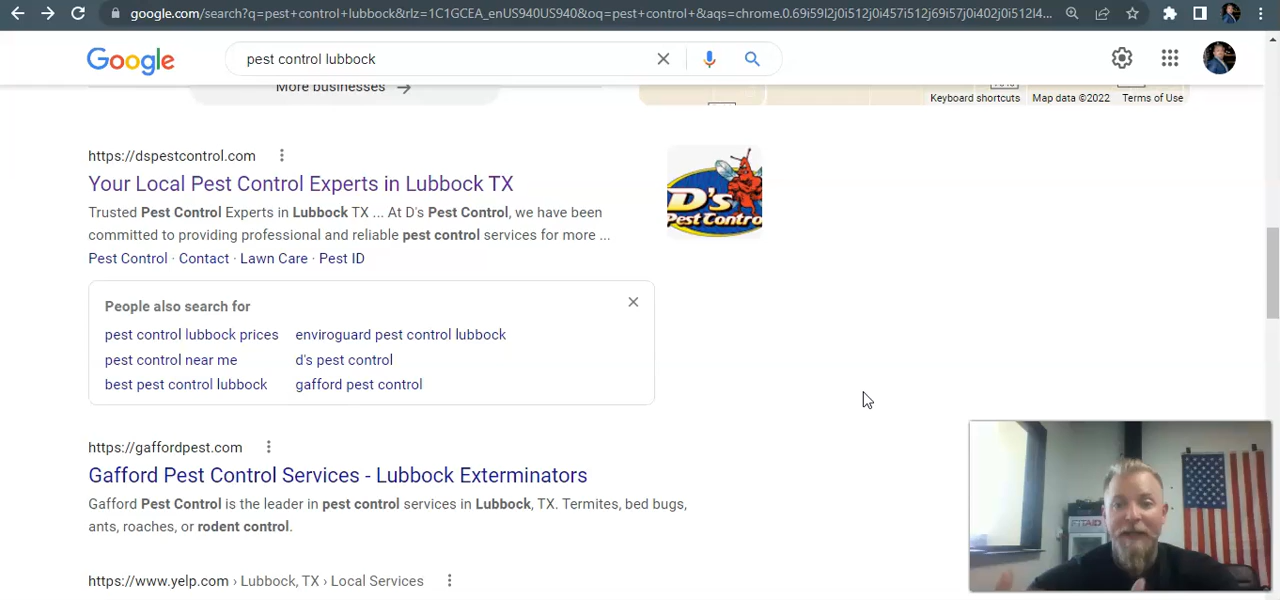 google.com/search?q=pest+control+lubbock&rlz=1C1GCEA_enUS940US940&oq=pest+control+&aqs=chrome.0.69i59l2j0i512j0i457i512j69i57j0i402j0i512l4...
Google
pest control lubbock
More businesses
Keyboard shortcuts
Map data ©2022
Terms of Use
https://dspestcontrol.com
Your Local Pest Control Experts in Lubbock TX
Trusted Pest Control Experts in Lubbock TX ... At D's Pest Control, we have been
committed to providing professional and reliable pest control services for more ...
Pest Control · Contact · Lawn Care · Pest ID
D's
Pest Control
People also search for
pest control lubbock prices
enviroguard pest control lubbock
pest control near me
d's pest control
best pest control lubbock
gafford pest control
https://gaffordpest.com
Gafford Pest Control Services - Lubbock Exterminators
Gafford Pest Control is the leader in pest control services in Lubbock, TX. Termites, bed bugs,
ants, roaches, or rodent control.
https://www.yelp.com › Lubbock, TX › Local Services
FITAID